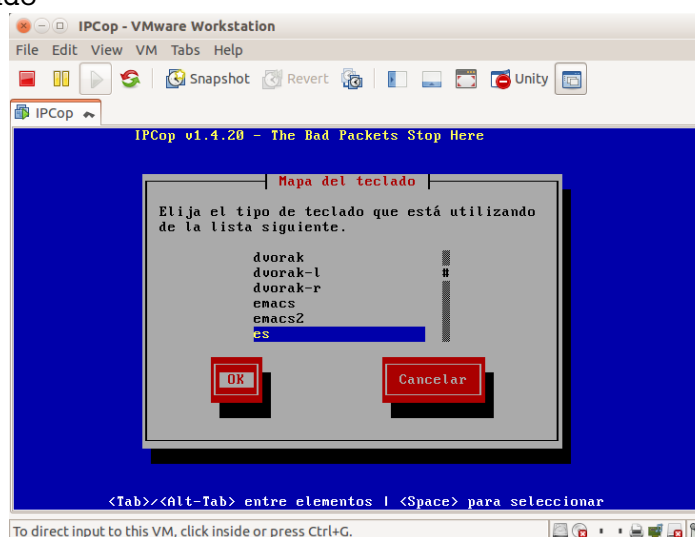 IPCop - VMware Workstation
File Edit View VM Tabs Help
Snapshot Revert Unity
IPCop
IPCop v1.4.20 - The Bad Packets Stop Here
Mapa del teclado
Elija el tipo de teclado que está utilizando
de la lista siguiente.
dvorak
dvorak-l
#
dvorak-r
emacs
emacs2
es
OK Cancelar
<Tab>/<Alt-Tab> entre elementos | <Space> para seleccionar
To direct input to this VM, click inside or press Ctrl+G.